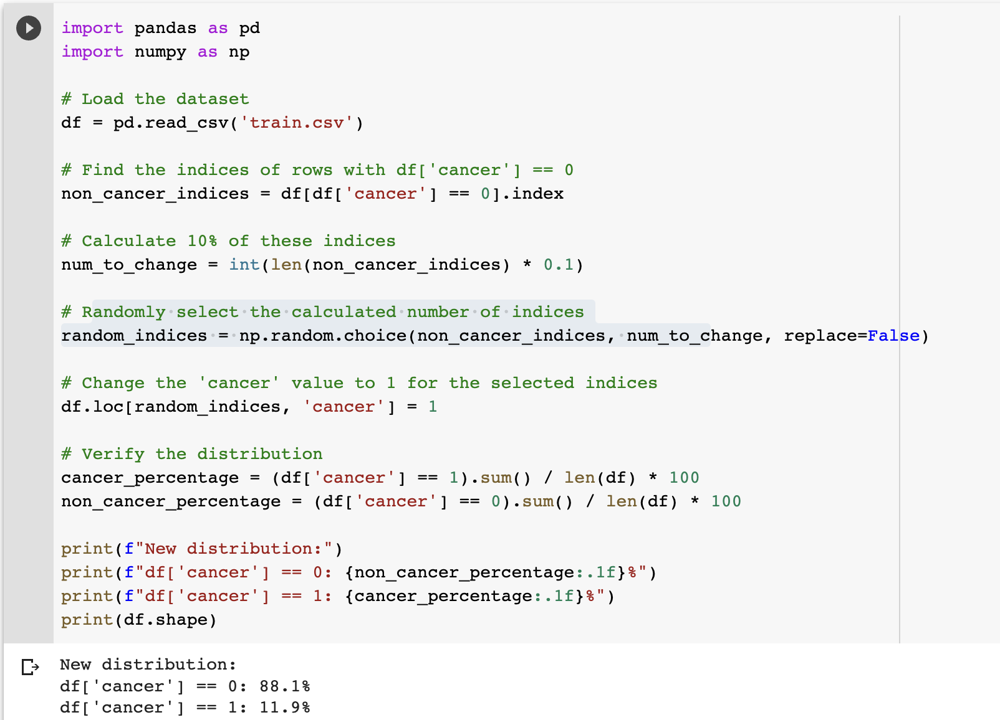 import pandas as pd
import numpy as np
# Load the dataset
df = pd.read_csv('train.csv')
# Find the indices of rows with df['cancer'] == 0
non_cancer_indices = df[df['cancer'] == 0].index
# Calculate 10% of these indices
num_to_change = int(len(non_cancer_indices) * 0.1)
# Randomly select the calculated number of indices
random_indices = np.random.choice(non_cancer_indices, num_to_change, replace=False)
# Change the 'cancer' value to 1 for the selected indices
df.loc[random_indices, 'cancer'] = 1
# Verify the distribution
cancer_percentage = (df['cancer'] == 1).sum() / len(df) * 100
non_cancer_percentage = (df['cancer'] == 0).sum() / len(df) * 100
print(f"New distribution:")
print(f"df['cancer'] == 0: {non_cancer_percentage:.1f}%")
print(f"df['cancer'] == 1: {cancer_percentage:.1f}%")
print(df.shape)
New distribution:
df['cancer'] == 0: 88.1%
df['cancer'] == 1: 11.9%